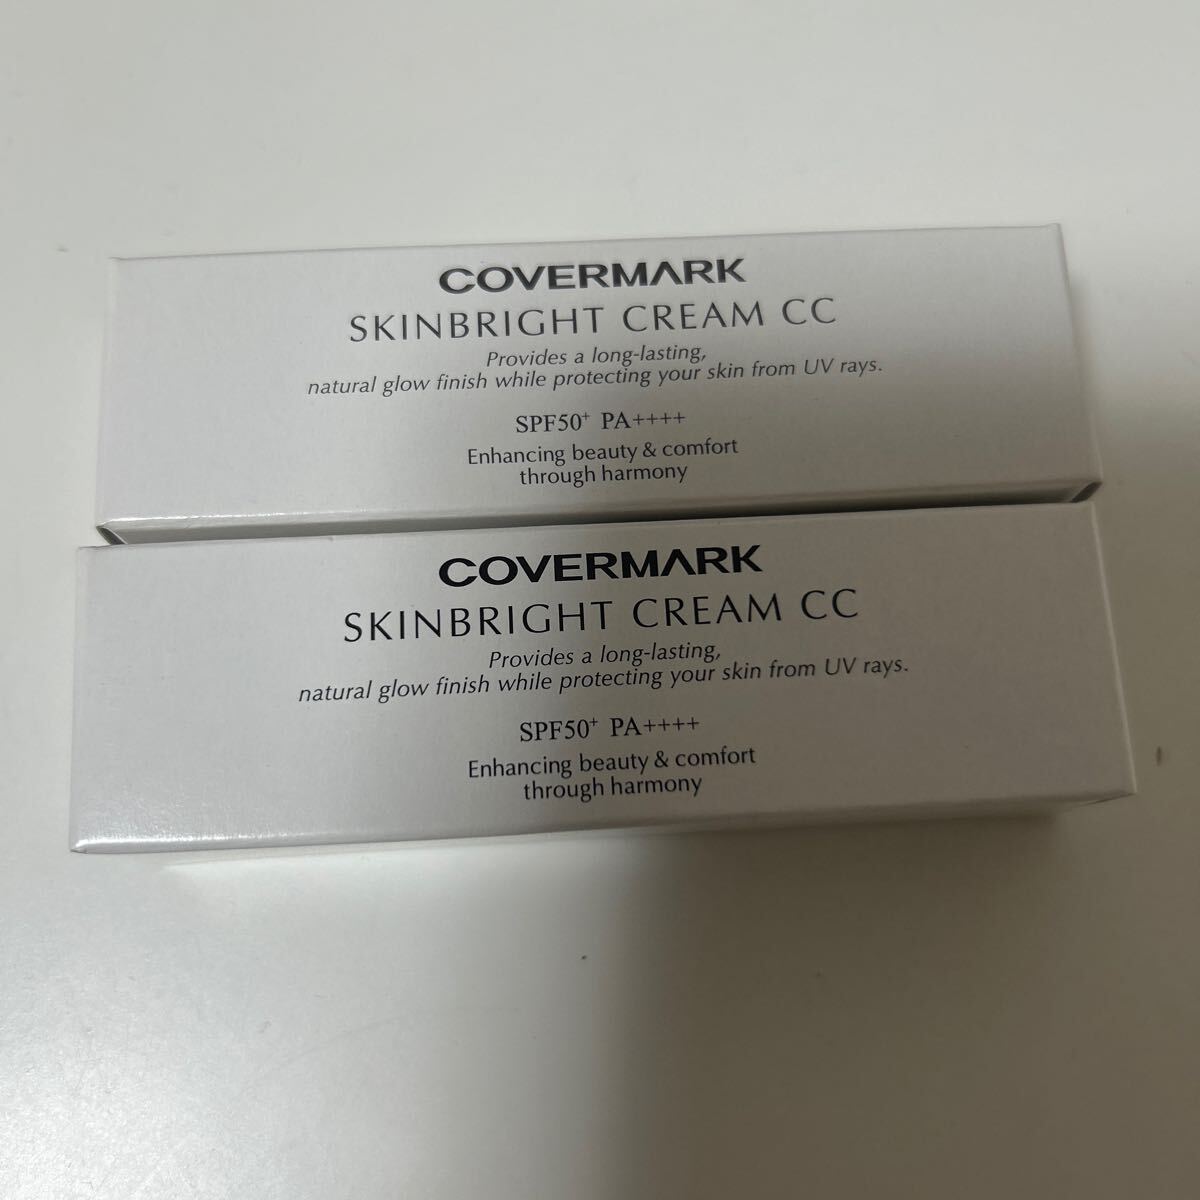 COVERMARK
SKINBRIGHT CREAM CC
Provides a long-lasting,
natural glow finish while protecting your skin from UV rays.
SPF50⁺ PA++++
Enhancing beauty & comfort
through harmony
COVERMARK
SKINBRIGHT CREAM CC
Provides a long-lasting,
natural glow finish while protecting your skin from UV rays.
SPF50⁺ PA++++
Enhancing beauty & comfort
through harmony